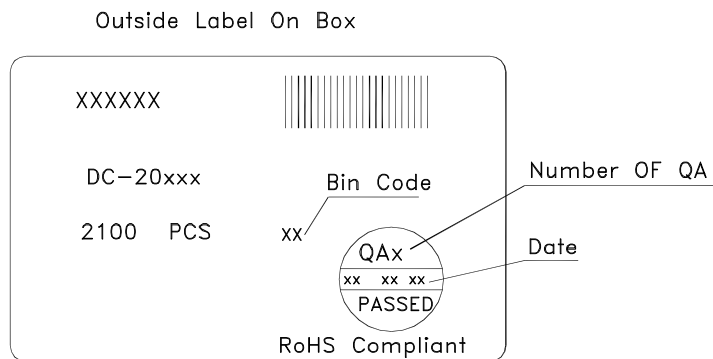 Outside Label On Box
XXXXXX
DC-20xxx
Bin Code
Number OF QA
2100 PCS
xx
QAx
Date
xx xx xx
PASSED
RoHS Compliant